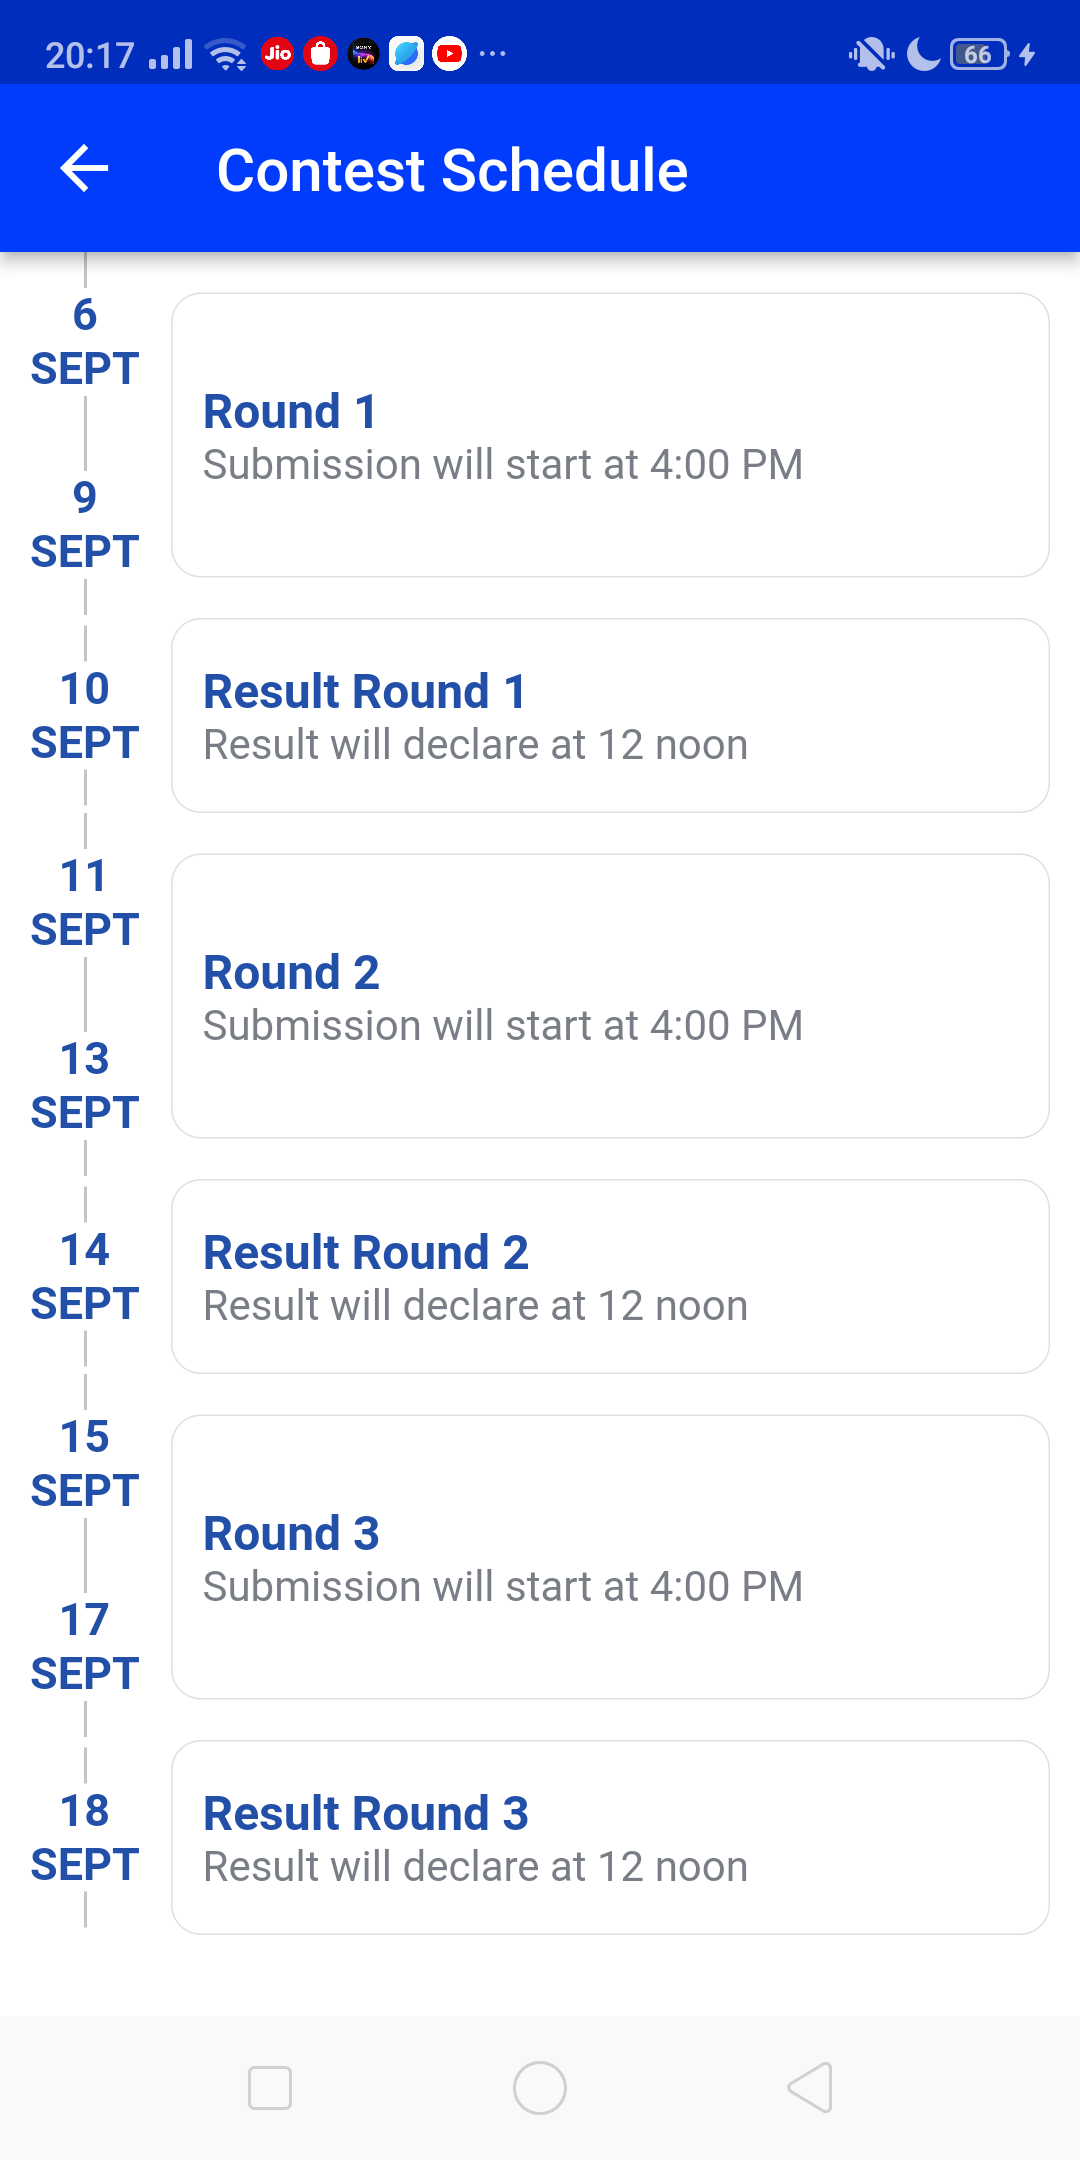 20:17
Jio
SONY
liv
66
Contest Schedule
6
SEPT
Round 1
Submission will start at 4:00 PM
9
SEPT
10
SEPT
Result Round 1
Result will declare at 12 noon
11
SEPT
Round 2
Submission will start at 4:00 PM
13
SEPT
14
SEPT
Result Round 2
Result will declare at 12 noon
15
SEPT
Round 3
Submission will start at 4:00 PM
17
SEPT
18
SEPT
Result Round 3
Result will declare at 12 noon